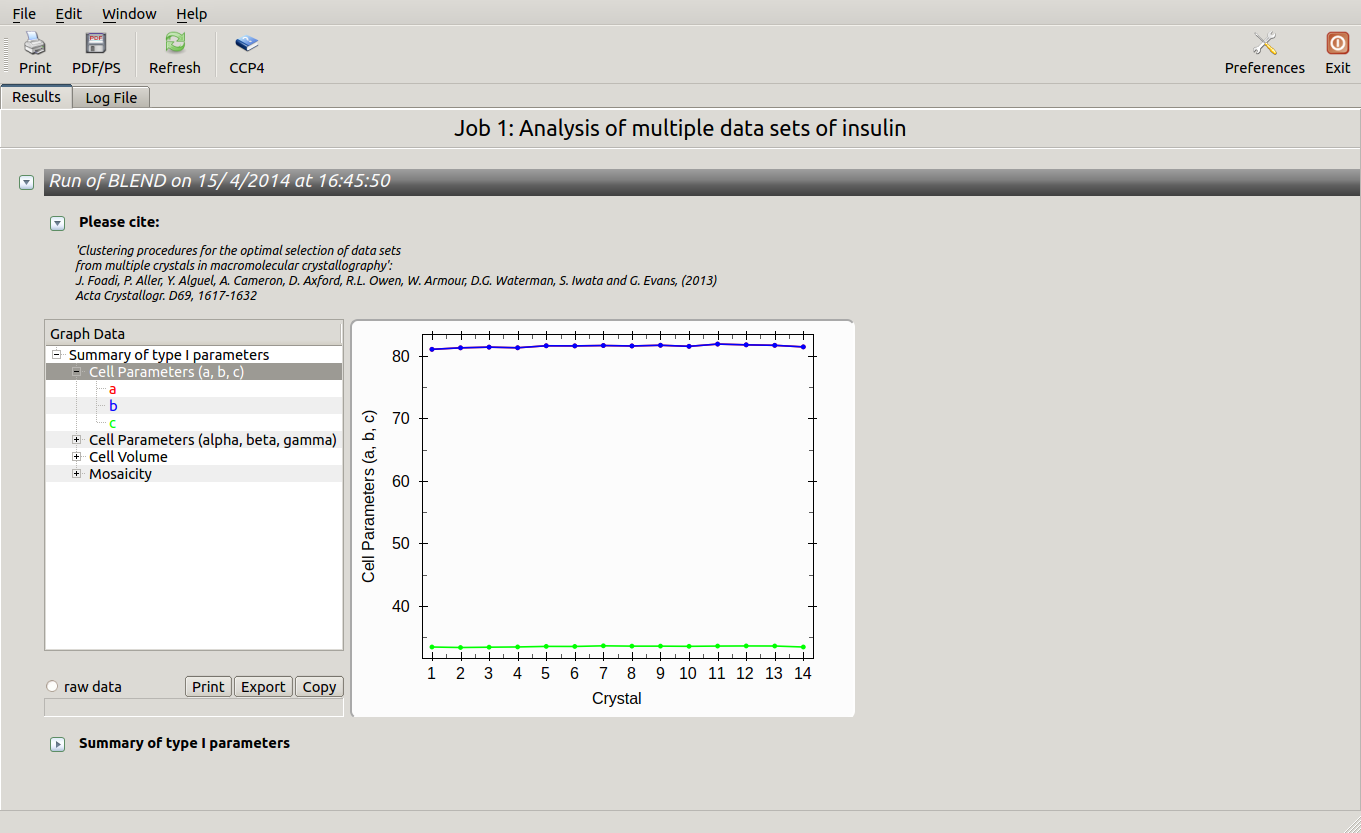 File Edit Window Help
Print PDF/PS Refresh CCP4 Preferences Exit
Results Log File
Job 1: Analysis of multiple data sets of insulin
Run of BLEND on 15/ 4/2014 at 16:45:50
Please cite:
'Clustering procedures for the optimal selection of data sets
from multiple crystals in macromolecular crystallography':
J. Foadi, P. Aller, Y. Alguel, A. Cameron, D. Axford, R.L. Owen, W. Armour, D.G. Waterman, S. Iwata and G. Evans, (2013)
Acta Crystallogr. D69, 1617-1632
Graph Data
Summary of type I parameters
Cell Parameters (a, b, c)
a
b
c
Cell Parameters (alpha, beta, gamma)
Cell Volume
Mosaicity
raw data Print Export Copy
Cell Parameters (a, b, c)
80
70
60
50
40
1 2 3 4 5 6 7 8 9 10 11 12 13 14
Crystal
Summary of type I parameters